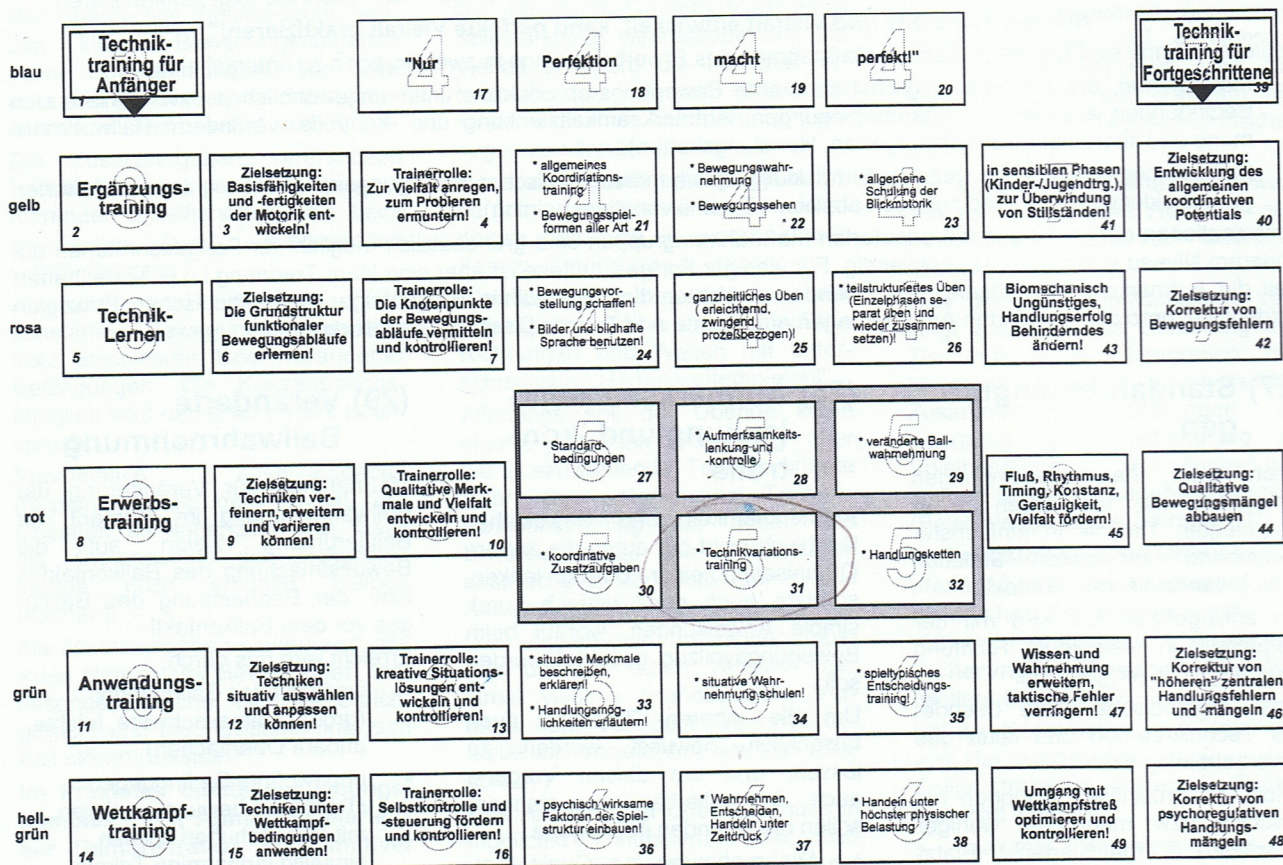 blau
Technik-
training für
Anfänger
1
"Nur
17
Perfektion
18
macht
19
perfekt!"
20
Technik-
training für
Fortgeschrittene
39
gelb
Ergänzungs-
training
2
Zielsetzung:
Basisfähigkeiten
und -fertigkeiten
der Motorik ent-
3 wickeln!
Trainerrolle:
Zur Vielfalt anregen,
zum Probieren
ermuntern!
4
* allgemeines
Koordinations-
training
* Bewegungsspiel-
formen aller Art 21
* Bewegungswahr-
nehmung
* Bewegungssehen
22
* allgemeine
Schulung der
Blickmotorik
23
in sensiblen Phasen
(Kinder-/Jugendtrg.),
zur Überwindung
von Stillständen!
41
Zielsetzung:
Entwicklung des
allgemeinen
koordinativen
Potentials 40
rosa
Technik-
Lernen
5
Zielsetzung:
Die Grundstruktur
funktionaler
Bewegungsabläufe
erlernen! 6
Trainerrolle:
Die Knotenpunkte
der Bewegungs-
abläufe vermitteln
und kontrollieren!
7
* Bewegungsvor-
stellung schaffen!
* Bilder und bildhafte
Sprache benutzen!
24
* ganzheitliches Üben
( erleichternd,
zwingend,
prozeßbezogen)!
25
* teilstrukturiertes Üben
(Einzelphasen se-
parat üben und
wieder zusammen-
setzen)! 26
Biomechanisch
Ungünstiges,
Handlungserfolg
Behinderndes
43 ändern!
Zielsetzung:
Korrektur von
Bewegungsfehlern
42
rot
Erwerbs-
training
8
Zielsetzung:
Techniken ver-
feinern, erweitern
und variieren
9 können!
Trainerrolle:
Qualitative Merk-
male und Vielfalt
entwickeln und
kontrollieren! 10
* Standard-
bedingungen
27
* Aufmerksamkeits-
lenkung und
-kontrolle
28
* veränderte Ball-
wahrnehmung
29
* koordinative
Zusatzaufgaben
30
* Technikvariations-
training
31
* Handlungsketten
32
Fluß, Rhythmus,
Timing, Konstanz,
Genauigkeit,
Vielfalt fördern
45
Zielsetzung:
Qualitative
Bewegungsmängel
abbauen
44
grün
Anwendungs-
training
11
Zielsetzung:
Techniken
situativ auswählen
und anpassen
12 können!
Trainerrolle:
kreative Situations-
lösungen ent-
wickeln und
kontrollieren!
13
* situative Merkmale
beschreiben,
erklären!
* Handlungsmög- 33
lichkeiten erläutern!
* situative Wahr-
nehmung schulen!
34
* spieltypisches
Entscheidungs-
training!
35
Wissen und
Wahrnehmung
erweitern,
taktische Fehler
verringern! 47
Zielsetzung:
Korrektur von
"höheren" zentralen
Handlungsfehlern
und -mängeln 46
hell-
grün
Wettkampf-
training
14
Zielsetzung:
Techniken unter
Wettkampf-
bedingungen
anwenden! 15
Trainerrolle:
Selbstkontrolle und
-steuerung fördern
und kontrollieren!
16
* psychisch wirksame
Faktoren der Spiel-
struktur einbauen!
36
* Wahrnehmen,
Entscheiden,
Handeln unter
Zeitdruck
37
* Handeln unter
höchster physischer
Belastung
38
Umgang mit
Wettkampfstreß
optimieren und
kontrollieren!
49
Zielsetzung:
Korrektur von
psychoregulativen
Handlungs-
mängeln 48